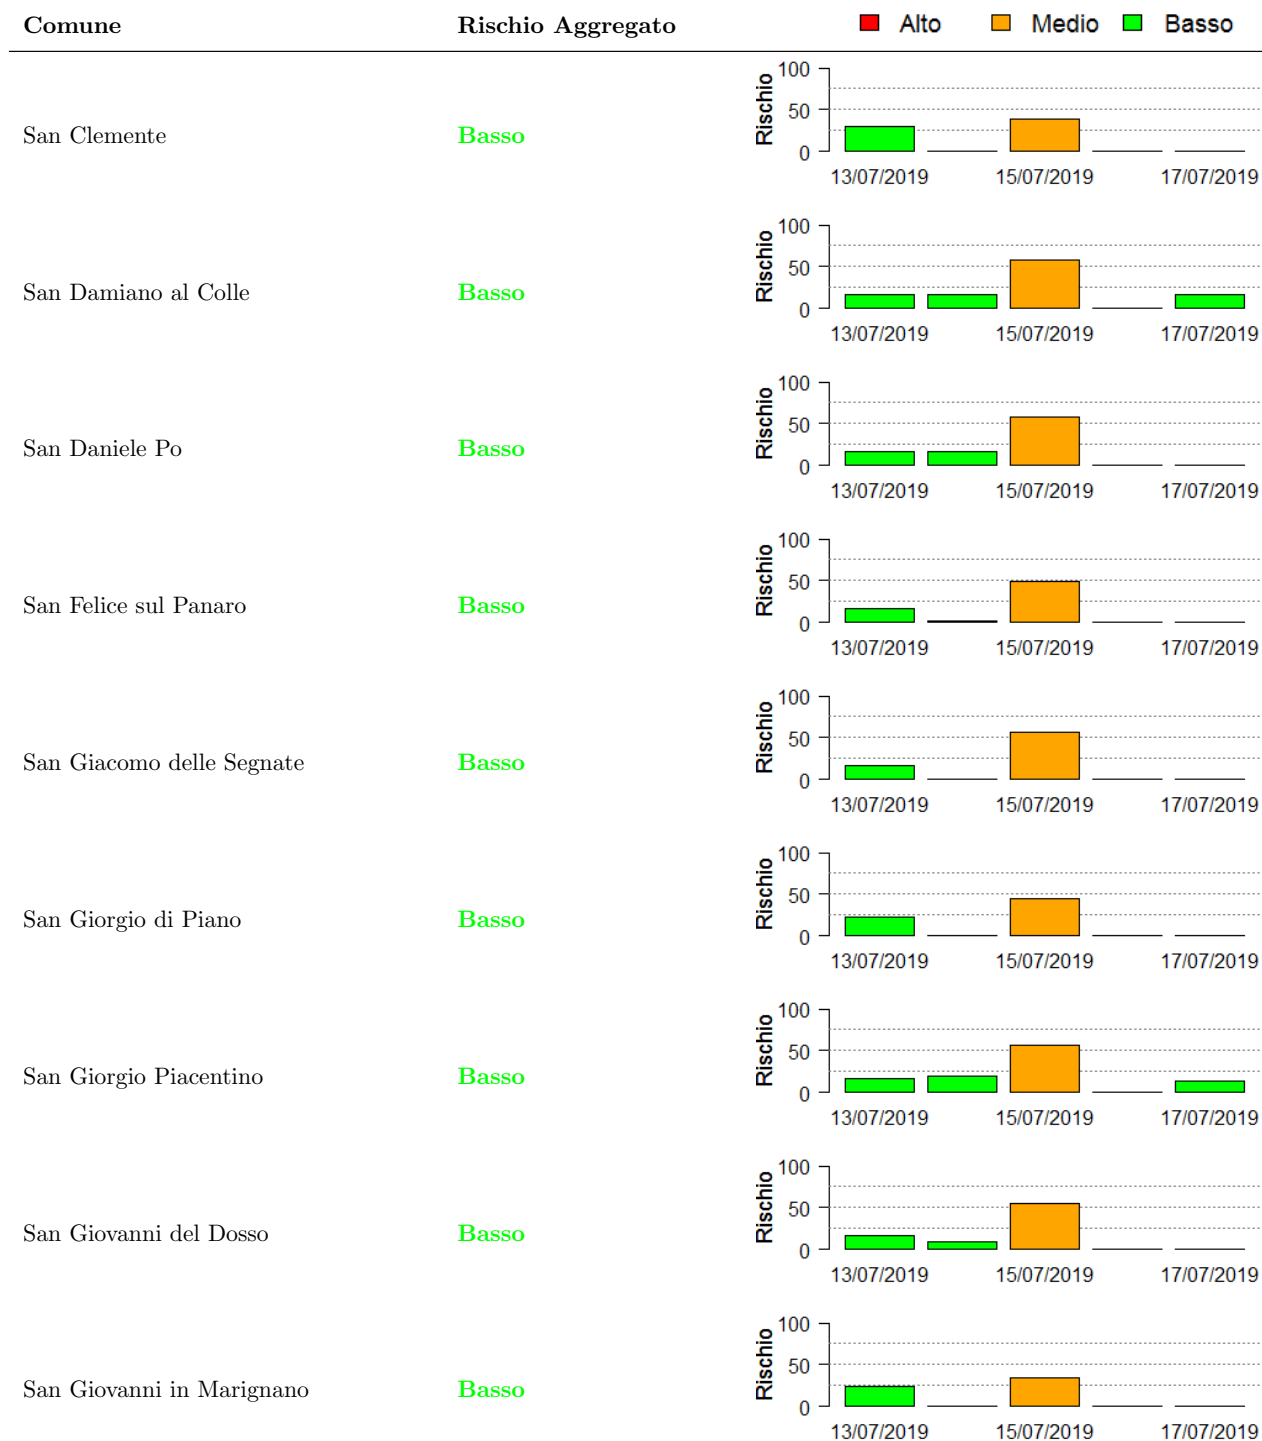 Comune Rischio Aggregato Alto Medio Basso
San Clemente Basso
Rischio
100
50
0
13/07/2019 15/07/2019 17/07/2019
San Damiano al Colle Basso
Rischio
100
50
0
13/07/2019 15/07/2019 17/07/2019
San Daniele Po Basso
Rischio
100
50
0
13/07/2019 15/07/2019 17/07/2019
San Felice sul Panaro Basso
Rischio
100
50
0
13/07/2019 15/07/2019 17/07/2019
San Giacomo delle Segnate Basso
Rischio
100
50
0
13/07/2019 15/07/2019 17/07/2019
San Giorgio di Piano Basso
Rischio
100
50
0
13/07/2019 15/07/2019 17/07/2019
San Giorgio Piacentino Basso
Rischio
100
50
0
13/07/2019 15/07/2019 17/07/2019
San Giovanni del Dosso Basso
Rischio
100
50
0
13/07/2019 15/07/2019 17/07/2019
San Giovanni in Marignano Basso
Rischio
100
50
0
13/07/2019 15/07/2019 17/07/2019